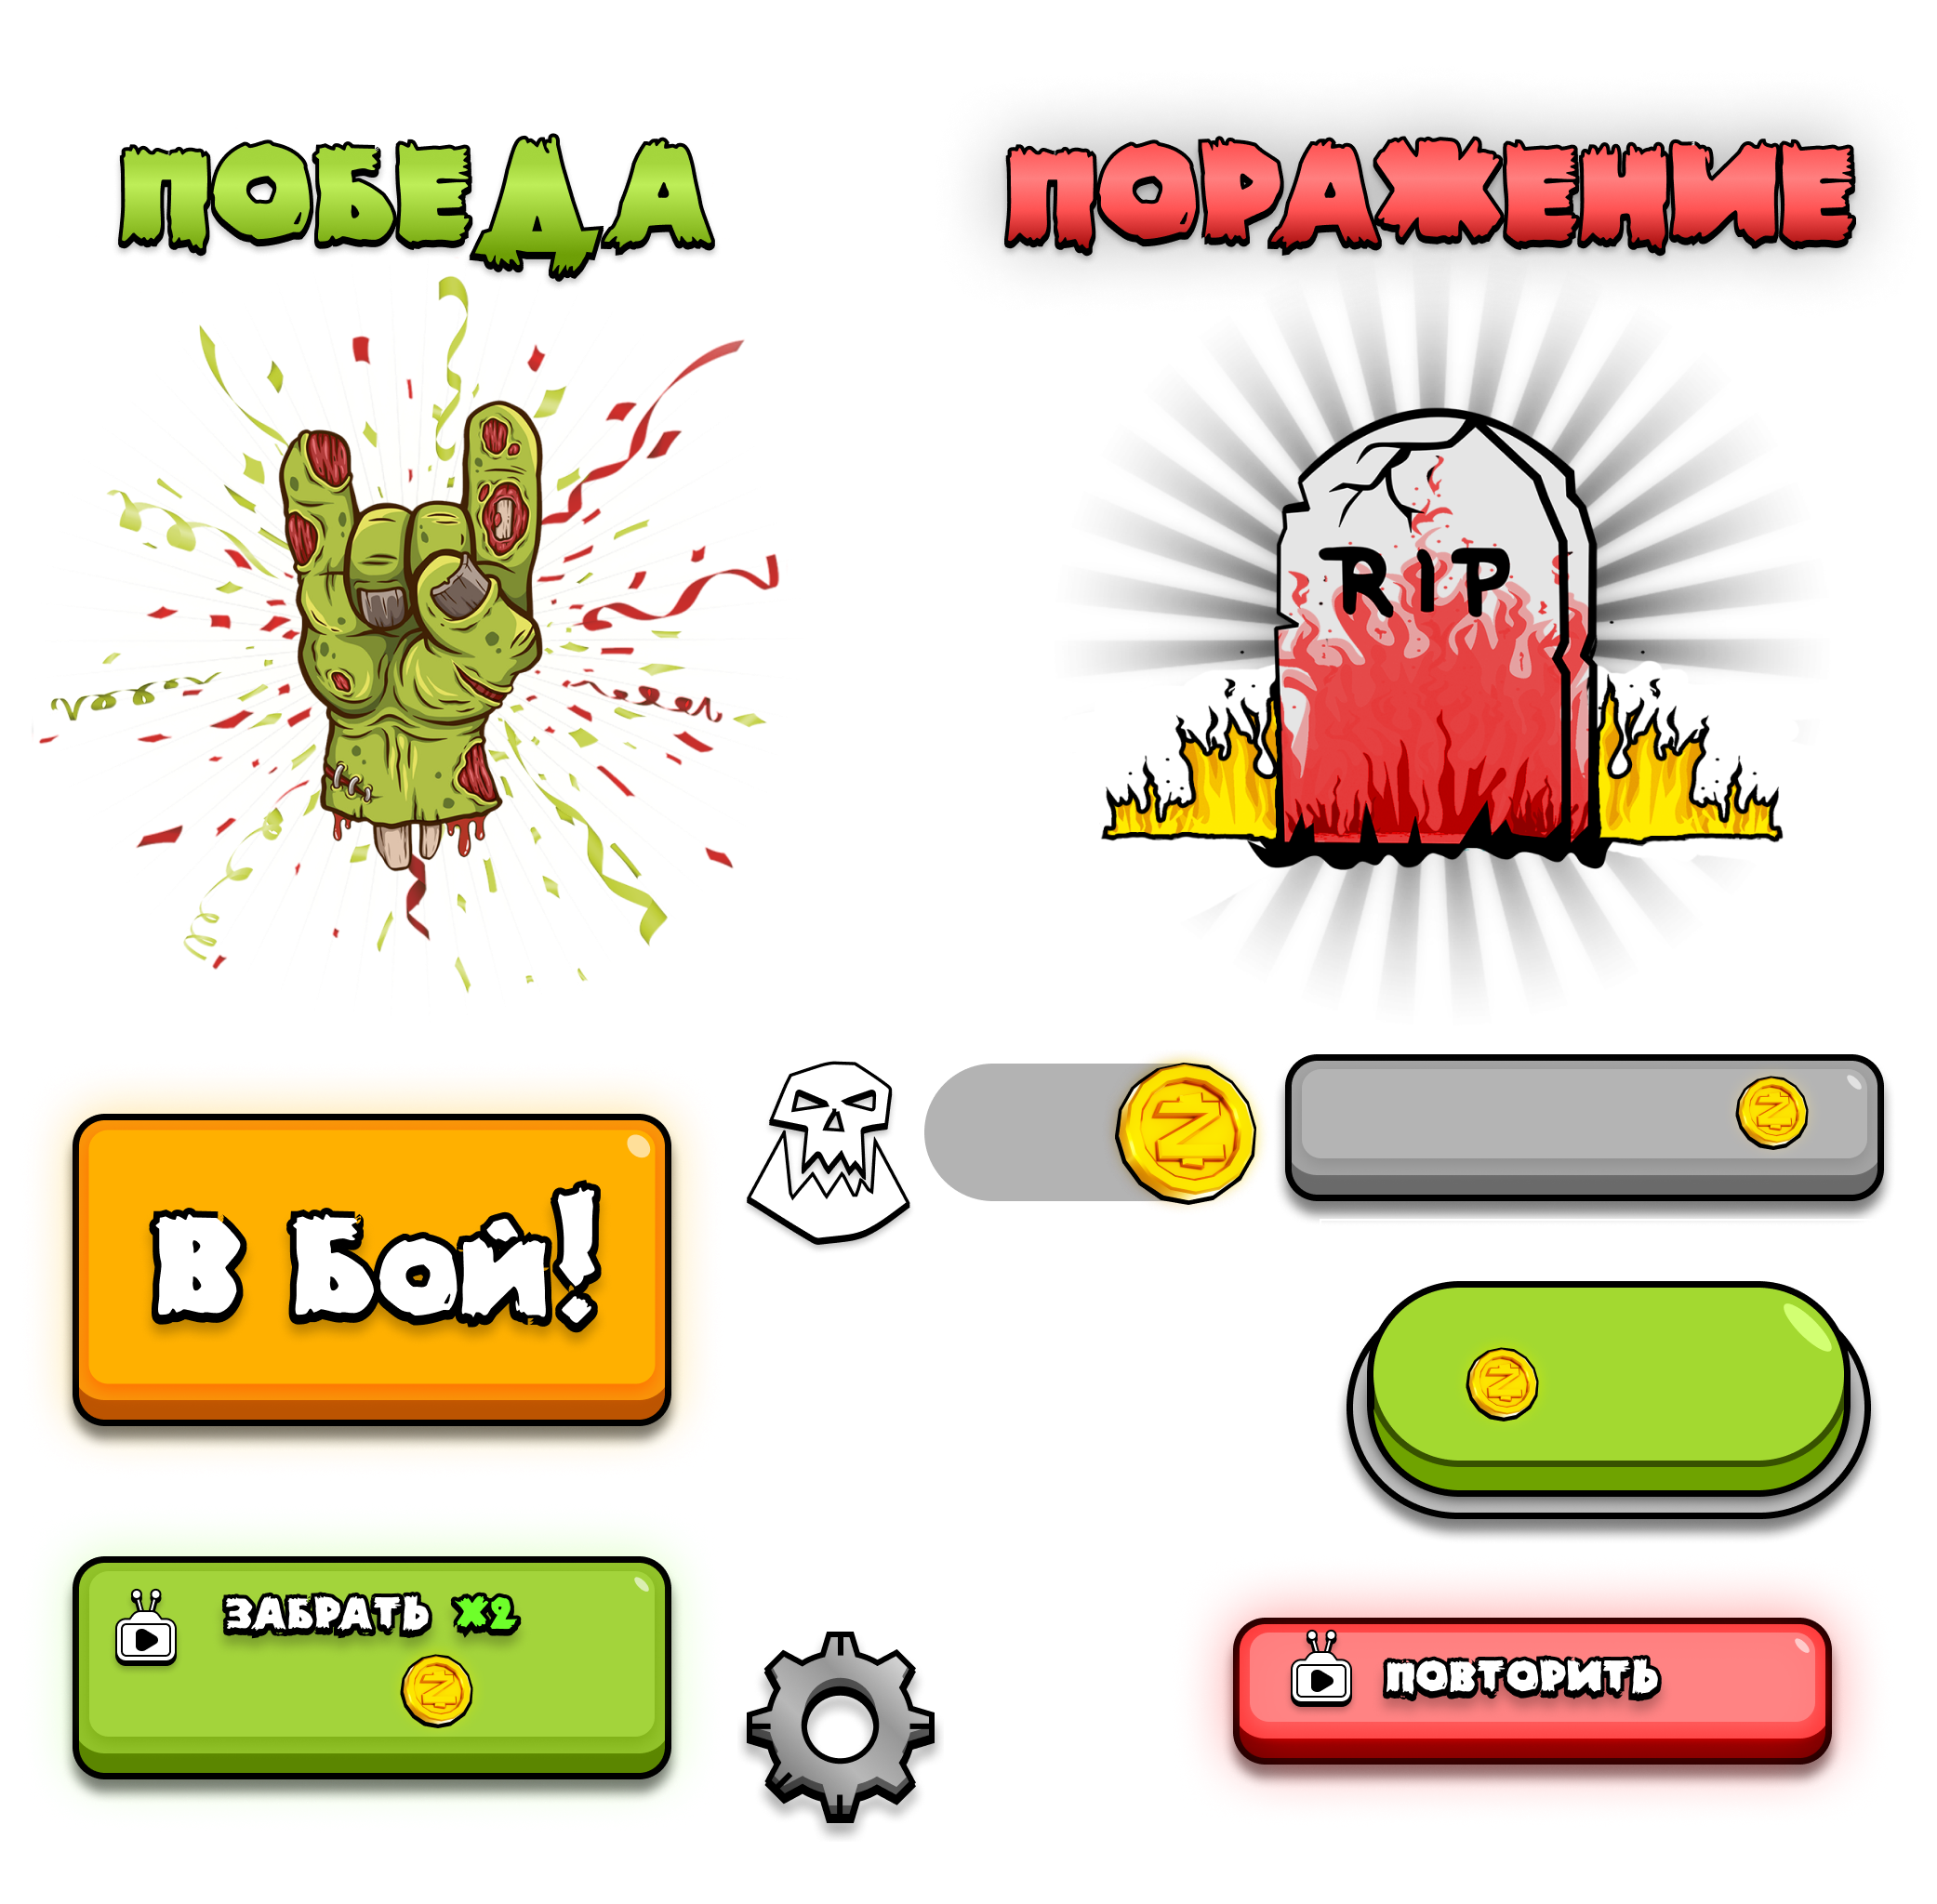 ПОБЕДА
ПОРАЖЕНИЕ
RIP
В Бой!
ЗАБРАТЬ X2
ПОВТОРИТЬ